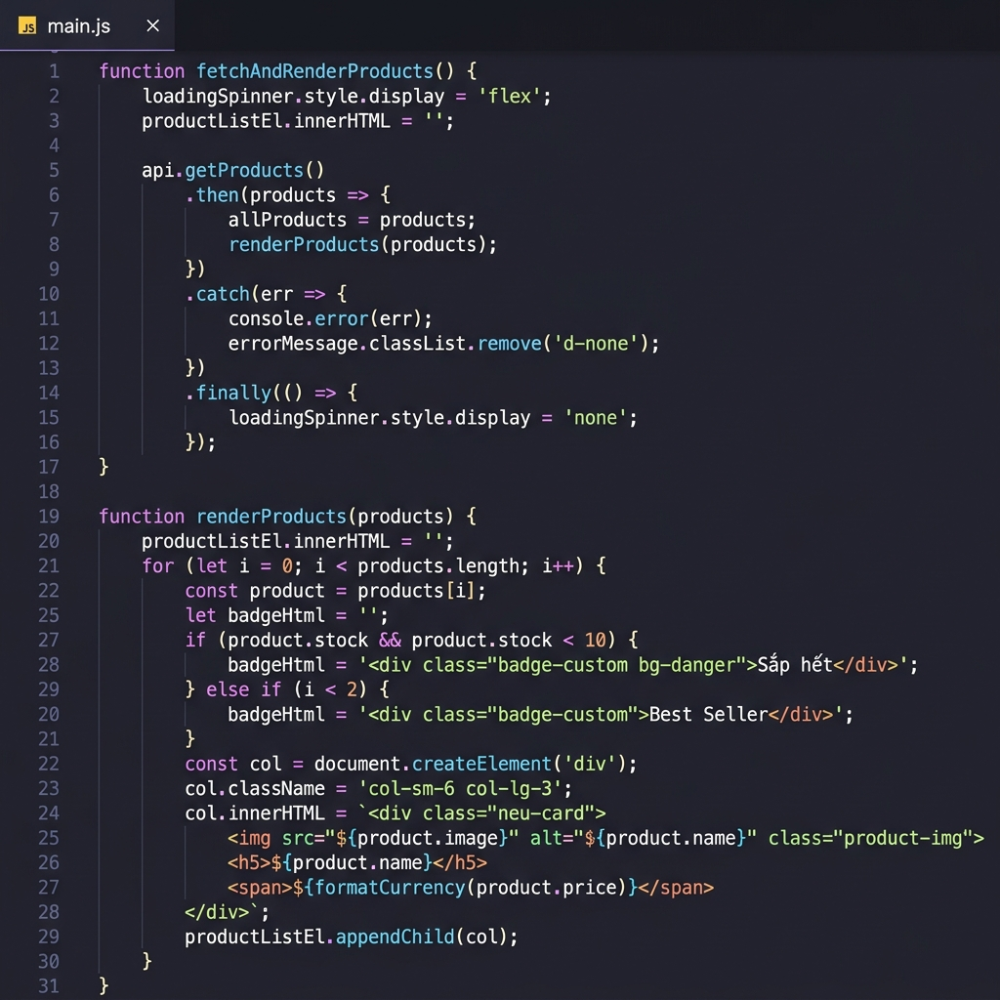 JS main.js ×
1 function fetchAndRenderProducts() {
2     loadingSpinner.style.display = 'flex';
3     productListEl.innerHTML = '';
4
5     api.getProducts()
6         .then(products => {
7             allProducts = products;
8             renderProducts(products);
9         })
10         .catch(err => {
11             console.error(err);
12             errorMessage.classList.remove('d-none');
13         })
14         .finally(() => {
15             loadingSpinner.style.display = 'none';
16         });
17 }
18
19 function renderProducts(products) {
20     productListEl.innerHTML = '';
21     for (let i = 0; i < products.length; i++) {
22         const product = products[i];
25         let badgeHtml = '';
27         if (product.stock && product.stock < 10) {
28             badgeHtml = '<div class="badge-custom bg-danger">Sắp hết</div>';
29         } else if (i < 2) {
20             badgeHtml = '<div class="badge-custom">Best Seller</div>';
21         }
22         const col = document.createElement('div');
23         col.className = 'col-sm-6 col-lg-3';
24         col.innerHTML = `<div class="neu-card">
25             <img src="${product.image}" alt="${product.name}" class="product-img">
26             <h5>${product.name}</h5>
27             <span>${formatCurrency(product.price)}</span>
28         </div>`;
29         productListEl.appendChild(col);
30     }
31 }